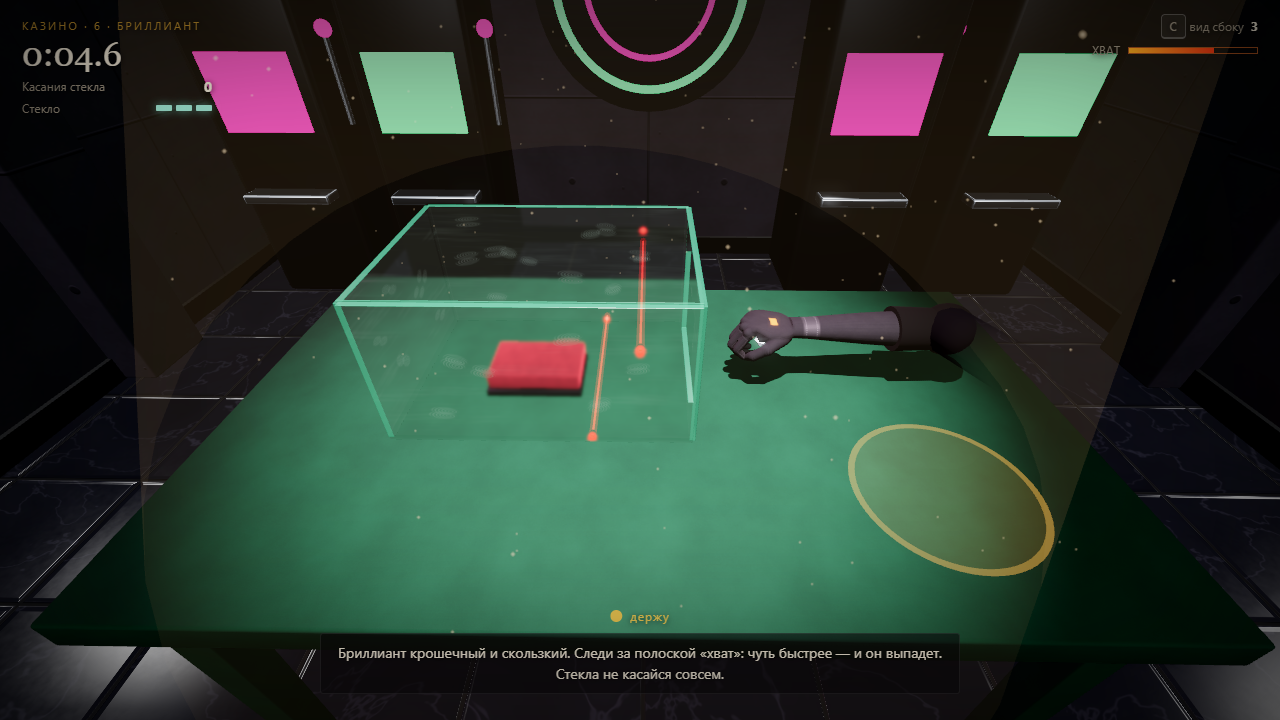 КАЗИНО · 6 · БРИЛЛИАНТ
0:04.6
Касания стекла 0
Стекло
C вид сбоку 3
ХВАТ
держу
Бриллиант крошечный и скользкий. Следи за полоской «хват»: чуть быстрее — и он выпадет.
Стекла не касайся совсем.